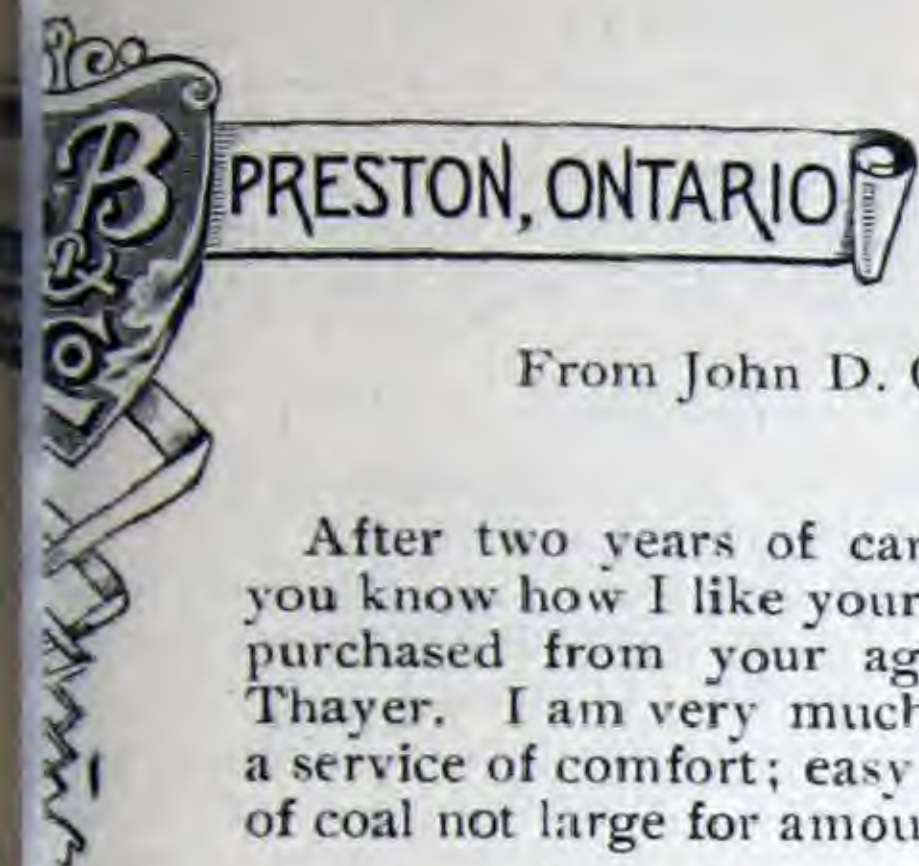 B
&
PRESTON, ONTARIO
From John D.
After two years of car
you know how I like your
purchased from your ag
Thayer. I am very much
a service of comfort; easy
of coal not large for amou